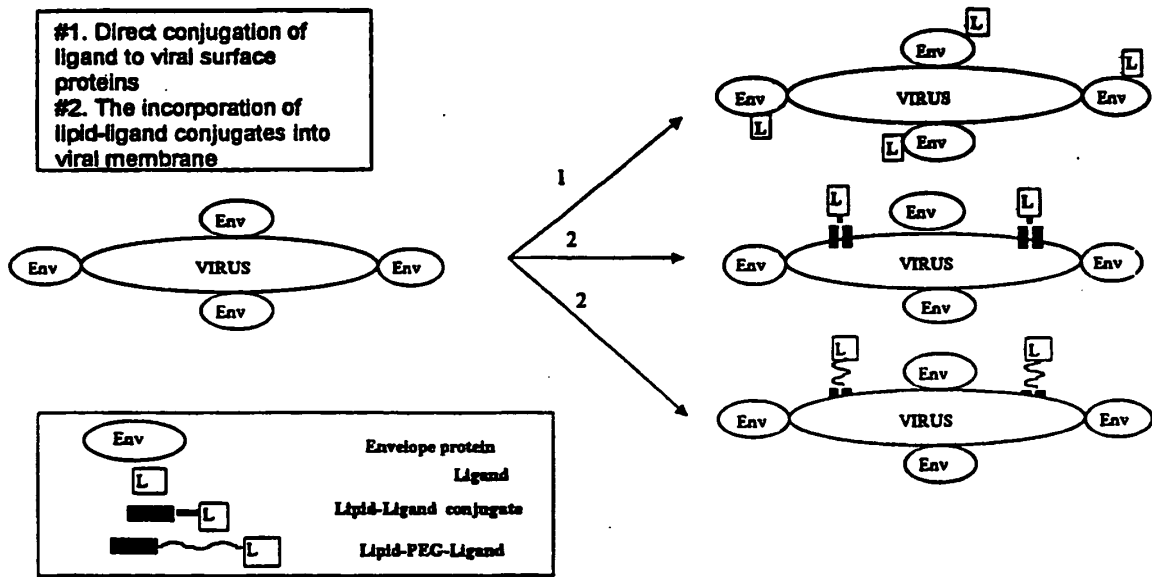 #1. Direct conjugation of
ligand to viral surface
proteins
#2. The incorporation of
lipid-ligand conjugates into
viral membrane
Env
Env
VIRUS
Env
Env
1
2
2
L
Env
Env
VIRUS
L
Env
L
L
Env
L
L
Env
Env
VIRUS
Env
Env
L
L
Env
Env
VIRUS
Env
Env
Env
Envelope protein
L
Ligand
L
Lipid-Ligand conjugate
L
Lipid-PEG-Ligand